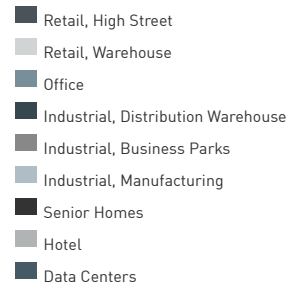 Retail, High Street
Retail, Warehouse
Office
Industrial, Distribution Warehouse
Industrial, Business Parks
Industrial, Manufacturing
Senior Homes
Hotel
Data Centers